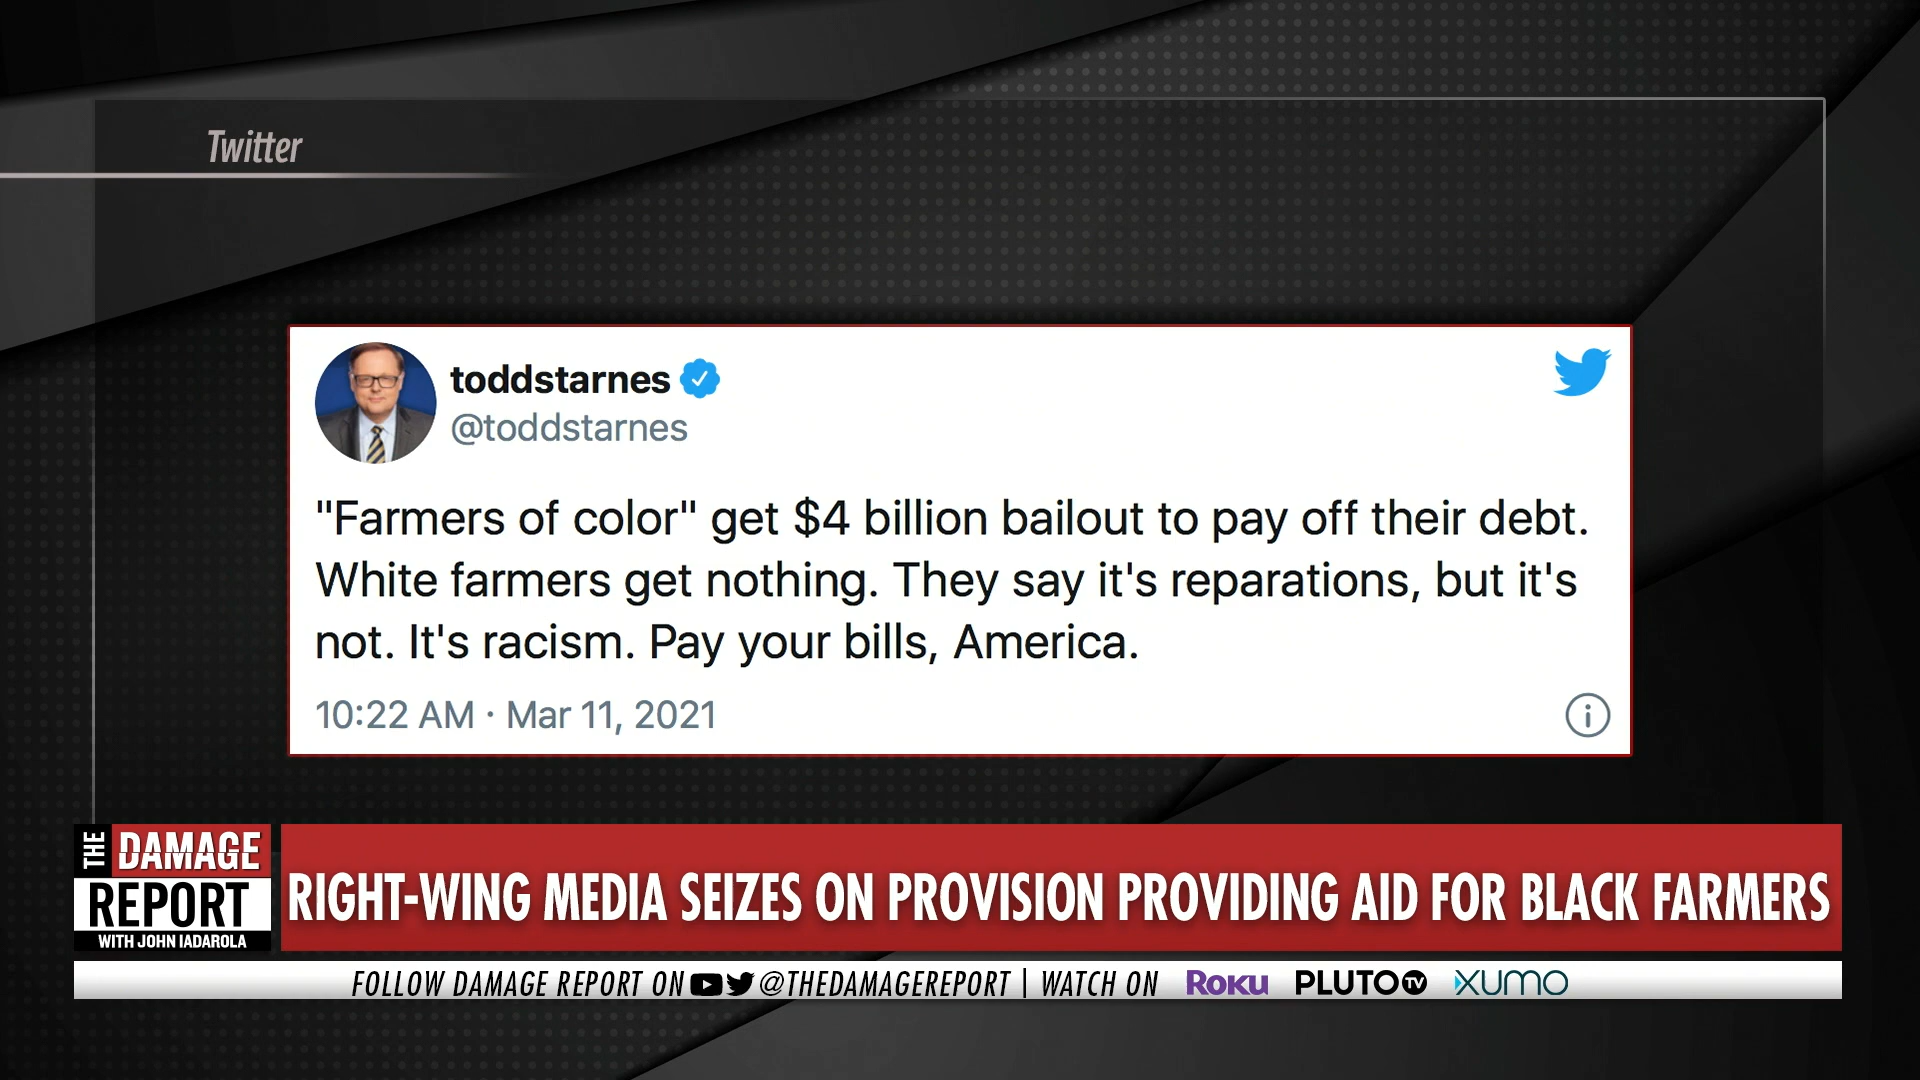 Twitter
toddstarnes
@toddstarnes
"Farmers of color" get $4 billion bailout to pay off their debt.
White farmers get nothing. They say it's reparations, but it's
not. It's racism. Pay your bills, America.
10:22 AM · Mar 11, 2021
THE DAMAGE
REPORT
WITH JOHN IADAROLA
RIGHT-WING MEDIA SEIZES ON PROVISION PROVIDING AID FOR BLACK FARMERS
FOLLOW DAMAGE REPORT ON @THEDAMAGEREPORT | WATCH ON ROKU PLUTO TV XUMO